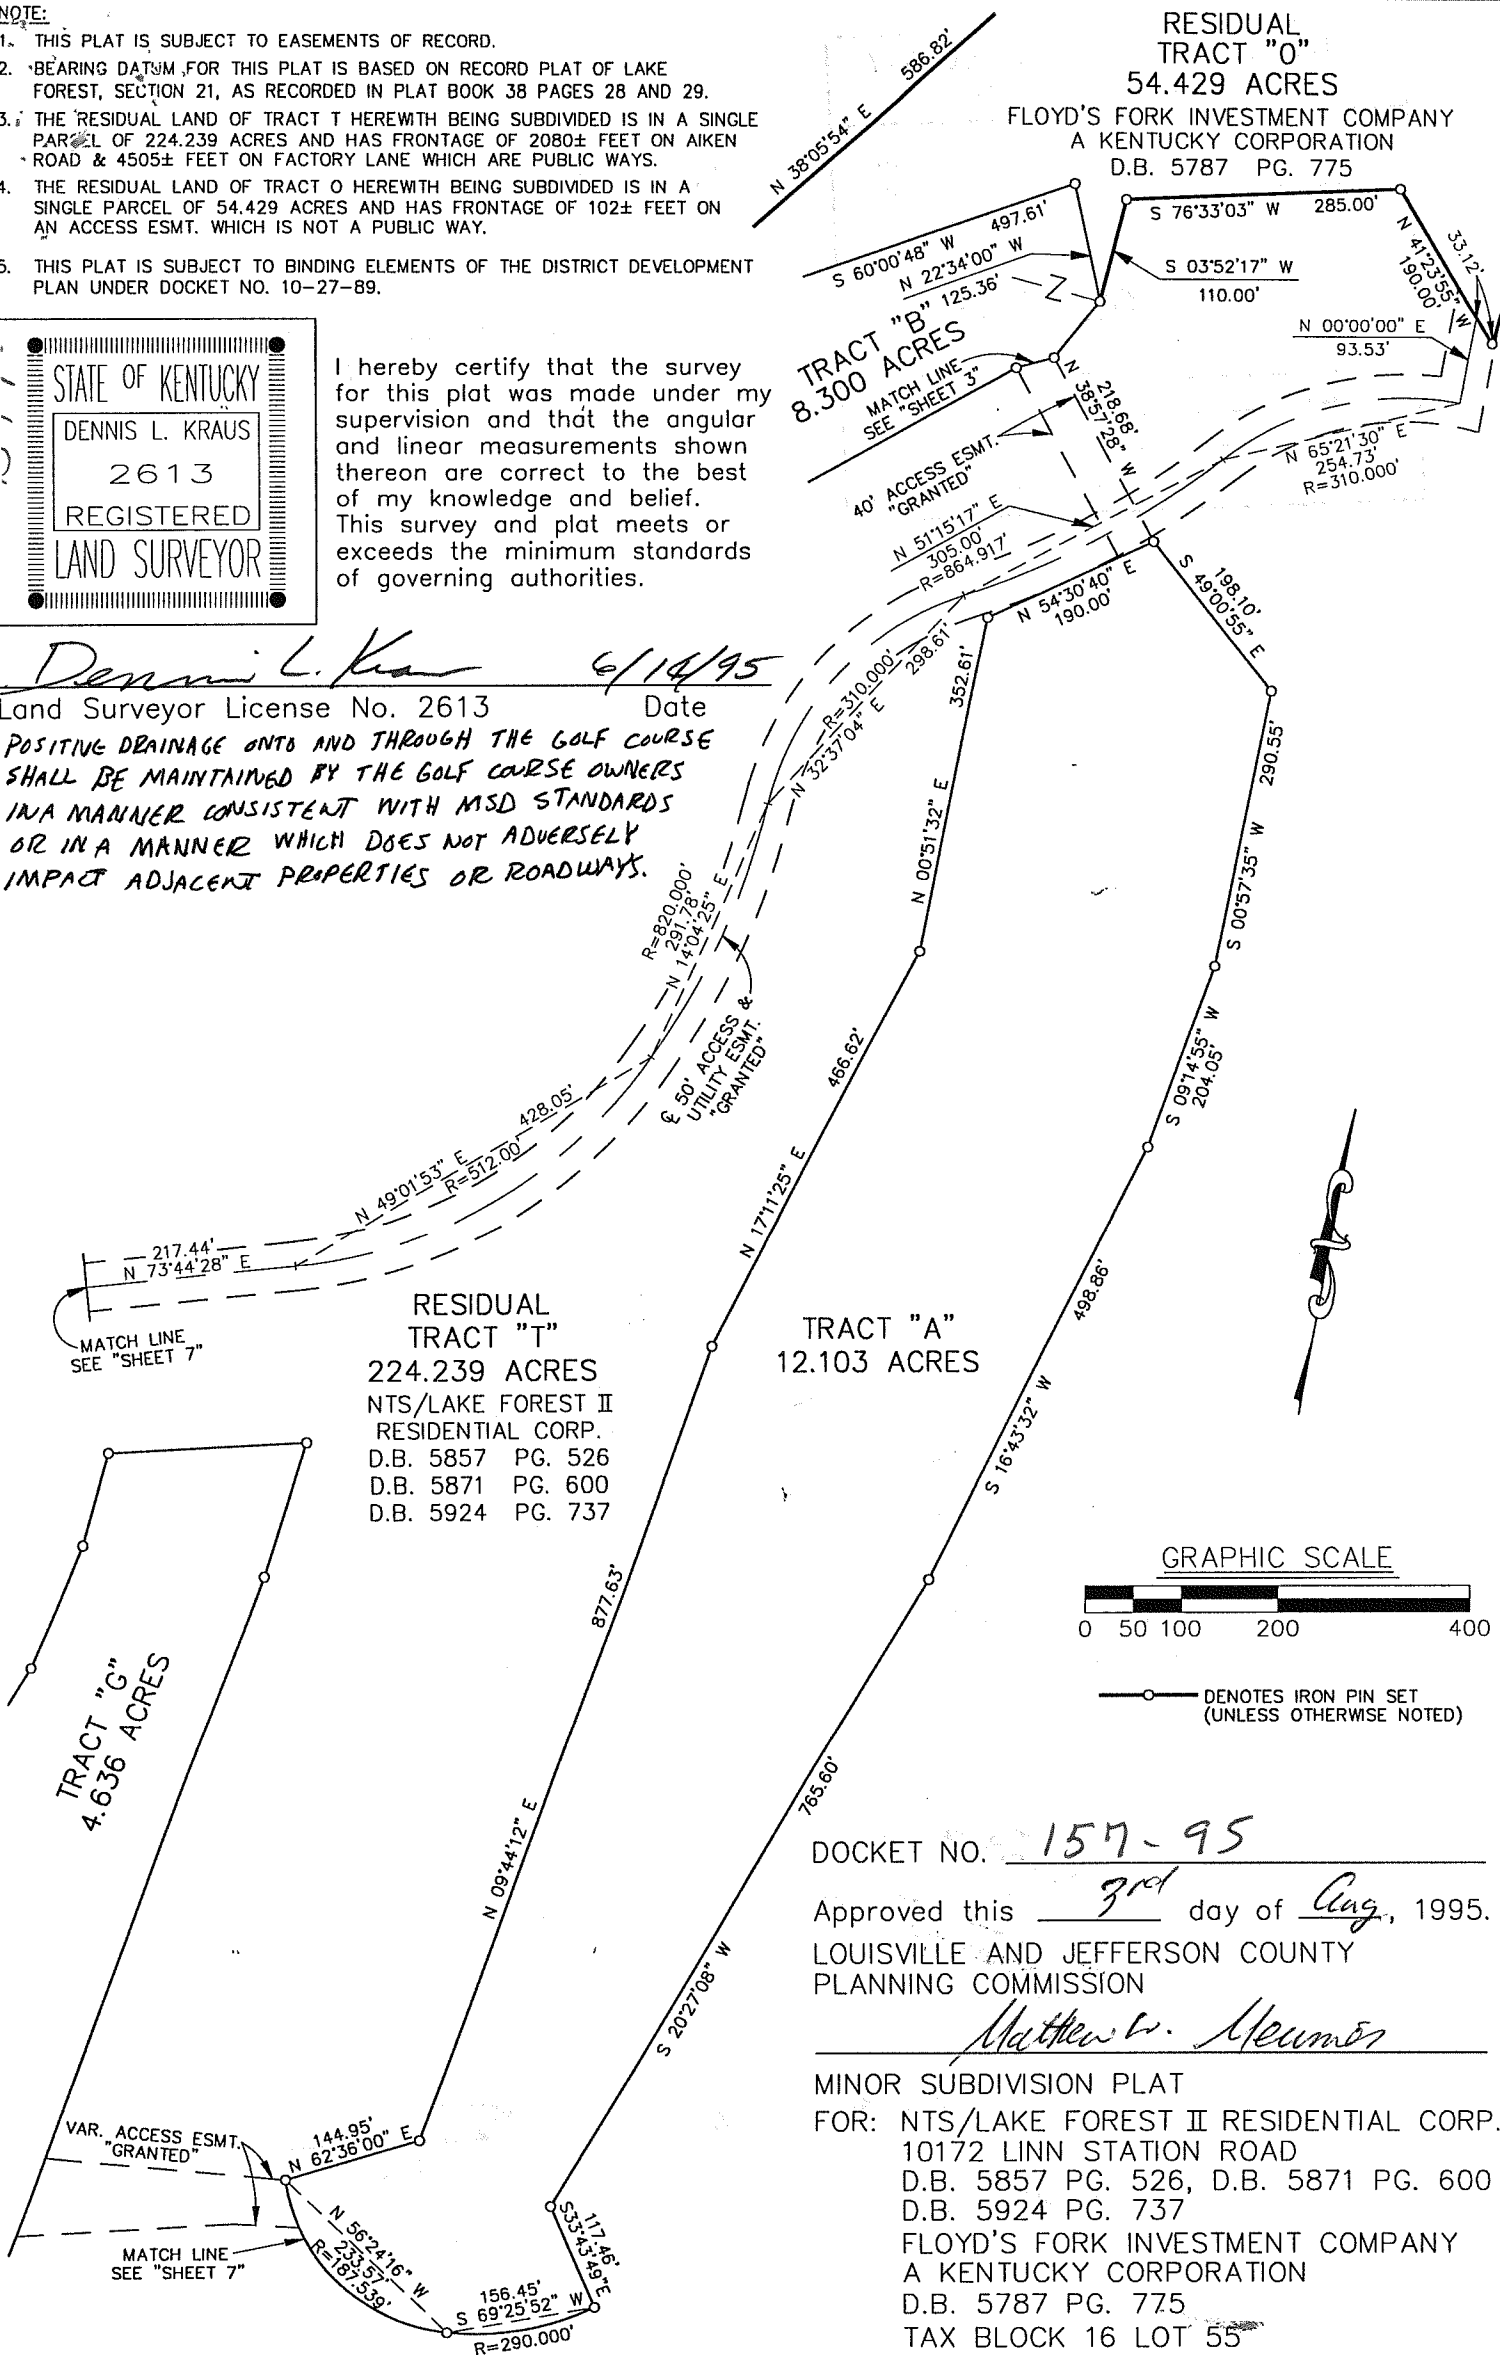 NOTE:
1. THIS PLAT IS SUBJECT TO EASEMENTS OF RECORD.
2. BEARING DATUM FOR THIS PLAT IS BASED ON RECORD PLAT OF LAKE
FOREST, SECTION 21, AS RECORDED IN PLAT BOOK 38 PAGES 28 AND 29.
3. THE RESIDUAL LAND OF TRACT T HEREWITH BEING SUBDIVIDED IS IN A SINGLE
PARCEL OF 224.239 ACRES AND HAS FRONTAGE OF 2080± FEET ON AIKEN
ROAD & 4505± FEET ON FACTORY LANE WHICH ARE PUBLIC WAYS.
4. THE RESIDUAL LAND OF TRACT O HEREWITH BEING SUBDIVIDED IS IN A
SINGLE PARCEL OF 54.429 ACRES AND HAS FRONTAGE OF 102± FEET ON
AN ACCESS ESMT. WHICH IS NOT A PUBLIC WAY.
5. THIS PLAT IS SUBJECT TO BINDING ELEMENTS OF THE DISTRICT DEVELOPMENT
PLAN UNDER DOCKET NO. 10-27-89.
STATE OF KENTUCKY
DENNIS L. KRAUS
2613
REGISTERED
LAND SURVEYOR
I hereby certify that the survey
for this plat was made under my
supervision and that the angular
and linear measurements shown
thereon are correct to the best
of my knowledge and belief.
This survey and plat meets or
exceeds the minimum standards
of governing authorities.
Dennis L. Kraus 6/14/95
Land Surveyor License No. 2613 Date
POSITIVE DRAINAGE ONTO AND THROUGH THE GOLF COURSE
SHALL BE MAINTAINED BY THE GOLF COURSE OWNERS
IN A MANNER CONSISTENT WITH MSD STANDARDS
OR IN A MANNER WHICH DOES NOT ADVERSELY
IMPACT ADJACENT PROPERTIES OR ROADWAYS.
586.82'
N 38°05'54" E
RESIDUAL
TRACT "O"
54.429 ACRES
FLOYD'S FORK INVESTMENT COMPANY
A KENTUCKY CORPORATION
D.B. 5787 PG. 775
S 60°00'48" W 497.61'
N 22°34'00" W
125.36'
S 76°33'03" W 285.00'
S 03°52'17" W
110.00'
N 41°23'55" W
190.00'
33.12'
N 00°00'00" E
93.53'
TRACT "B"
8.300 ACRES
MATCH LINE
SEE "SHEET 3"
218.68'
N 38°57'28" W
40' ACCESS ESMT.
"GRANTED"
N 65°21'30" E
254.73'
R=310.000'
N 51°15'17" E
305.00'
R=864.917'
N 54°30'40" E
190.00'
198.10'
S 49°00'55" E
R=310.000'
298.61'
N 32°37'04" E
352.61'
N 00°51'32" E
290.55'
S 00°57'35" W
R=820.000'
291.78'
N 14°04'25" E
℄ 50' ACCESS &
UTILITY ESMT.
"GRANTED"
S 09°14'55" W
204.05'
466.62'
N 17°11'25" E
428.05'
N 49°01'53" E
R=512.00'
217.44'
N 73°44'28" E
MATCH LINE
SEE "SHEET 7"
RESIDUAL
TRACT "T"
224.239 ACRES
NTS/LAKE FOREST II
RESIDENTIAL CORP.
D.B. 5857 PG. 526
D.B. 5871 PG. 600
D.B. 5924 PG. 737
TRACT "A"
12.103 ACRES
498.86'
S 16°43'32" W
GRAPHIC SCALE
0 50 100 200 400
DENOTES IRON PIN SET
(UNLESS OTHERWISE NOTED)
877.63'
N 09°44'12" E
TRACT "G"
4.636 ACRES
765.60'
S 20°27'08" W
VAR. ACCESS ESMT.
"GRANTED"
144.95'
N 62°36'00" E
MATCH LINE
SEE "SHEET 7"
N 56°24'16" W
233.57'
R=187.539'
117.46'
S33°43'49"E
156.45'
S 69°25'52" W
R=290.000'
DOCKET NO. 157-95
Approved this 3rd day of Aug, 1995.
LOUISVILLE AND JEFFERSON COUNTY
PLANNING COMMISSION
MINOR SUBDIVISION PLAT
FOR: NTS/LAKE FOREST II RESIDENTIAL CORP.
10172 LINN STATION ROAD
D.B. 5857 PG. 526, D.B. 5871 PG. 600
D.B. 5924 PG. 737
FLOYD'S FORK INVESTMENT COMPANY
A KENTUCKY CORPORATION
D.B. 5787 PG. 775
TAX BLOCK 16 LOT 55